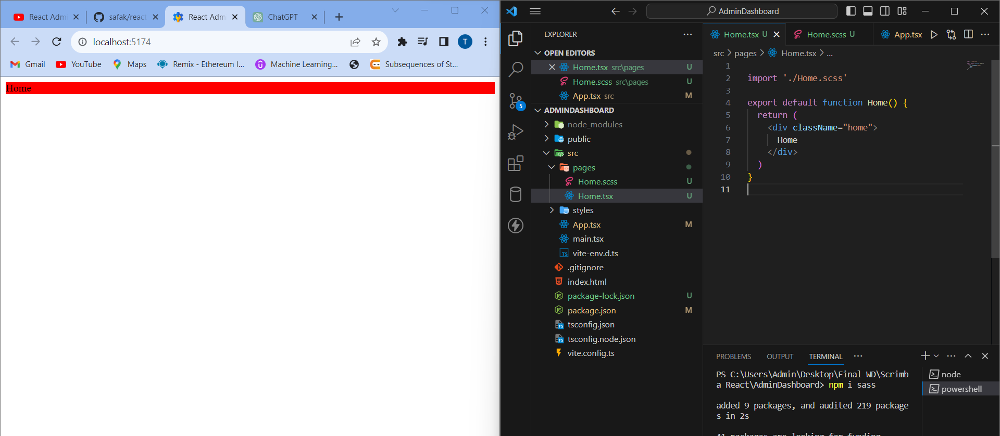 React Adm
safak/react
React Adm
ChatGPT
localhost:5174
T
Gmail
YouTube
Maps
Remix - Ethereum I...
Machine Learning...
Subsequences of St...
Home
AdminDashboard
EXPLORER
OPEN EDITORS
Home.tsx src\pages U
Home.scss src\pages U
App.tsx src M
5
ADMINDASHBOARD
node_modules
public
src
pages
Home.scss U
Home.tsx U
styles
App.tsx M
main.tsx
TS vite-env.d.ts
.gitignore
index.html
package-lock.json U
package.json M
TS tsconfig.json
TS tsconfig.node.json
vite.config.ts
Home.tsx U
Home.scss U
App.tsx
src > pages > Home.tsx > ...
1
2 import './Home.scss'
3
4 export default function Home() {
5 return (
6 <div className="home">
7 Home
8 </div>
9 )
10 }
11
PROBLEMS OUTPUT TERMINAL
PS C:\Users\Admin\Desktop\Final WD\Scrimb
a React\AdminDashboard> npm i sass
added 9 packages, and audited 219 package
s in 2s
41 packages are looking for funding
node
powershell